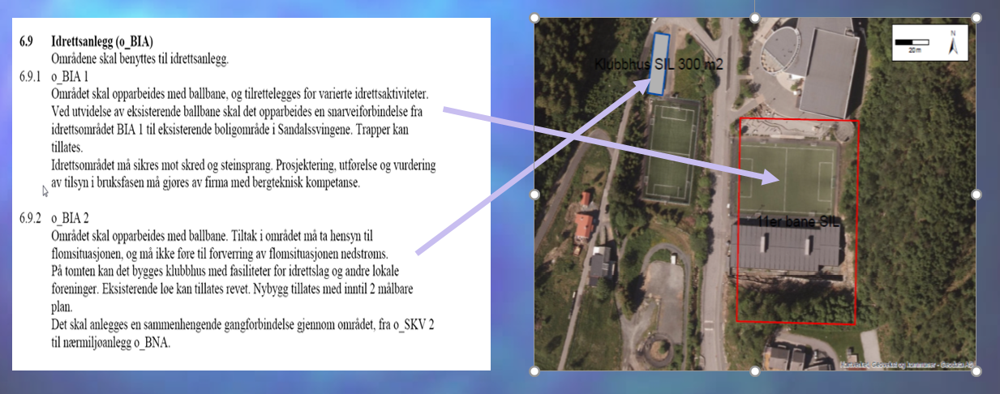 6.9 Idrettsanlegg (o_BIA)
Områdene skal benyttes til idrettsanlegg.
6.9.1 o_BIA 1
Området skal opparbeides med ballbane, og tilrettelegges for varierte idrettsaktiviteter.
Ved utvidelse av eksisterende ballbane skal det opparbeides en snarveiforbindelse fra
idrettsområdet BIA 1 til eksisterende boligområde i Sandalssvingene. Trapper kan
tillates.
Idrettsområdet må sikres mot skred og steinsprang. Prosjektering, utførelse og vurdering
av tilsyn i bruksfasen må gjøres av firma med bergteknisk kompetanse.
6.9.2 o_BIA 2
Området skal opparbeides med ballbane. Tiltak i området må ta hensyn til
flomsituasjonen, og må ikke føre til forverring av flomsituasjonen nedstrøms.
På tomten kan det bygges klubbhus med fasiliteter for idrettslag og andre lokale
foreninger. Eksisterende løe kan tillates revet. Nybygg tillates med inntil 2 målbare
plan.
Det skal anlegges en sammenhengende gangforbindelse gjennom området, fra o_SKV 2
til nærmiljøanlegg o_BNA.
Klubbhus SIL 300 m2
11er bane SIL
20 m
N